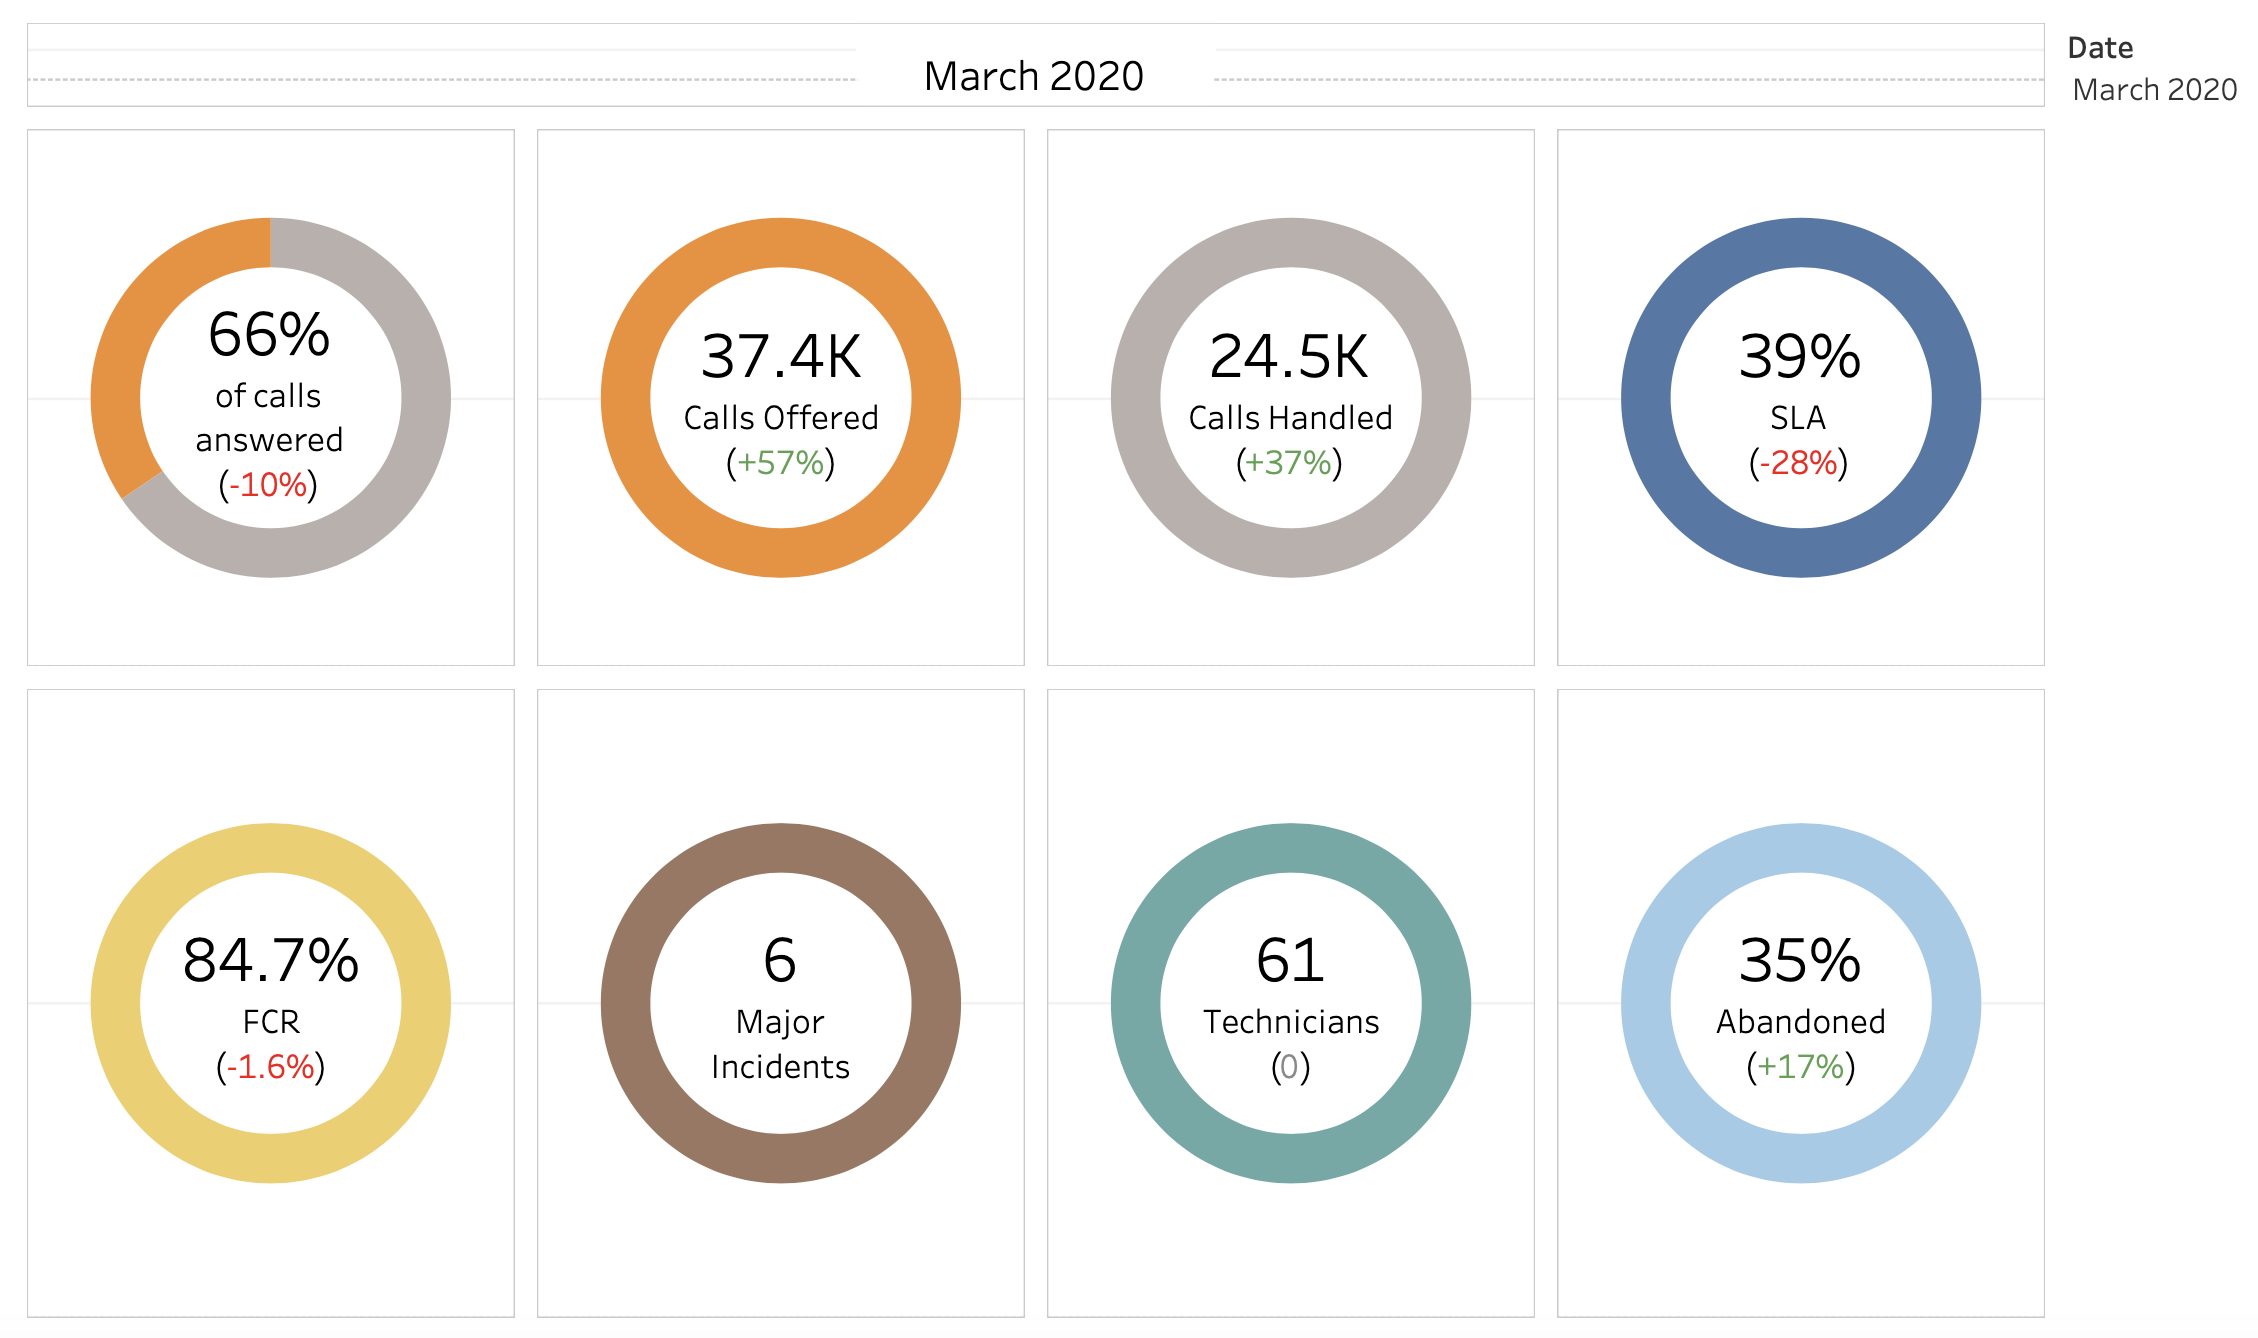 March 2020
Date
March 2020
66%
of calls
answered
(-10%)
37.4K
Calls Offered
(+57%)
24.5K
Calls Handled
(+37%)
39%
SLA
(-28%)
84.7%
FCR
(-1.6%)
6
Major
Incidents
61
Technicians
(0)
35%
Abandoned
(+17%)